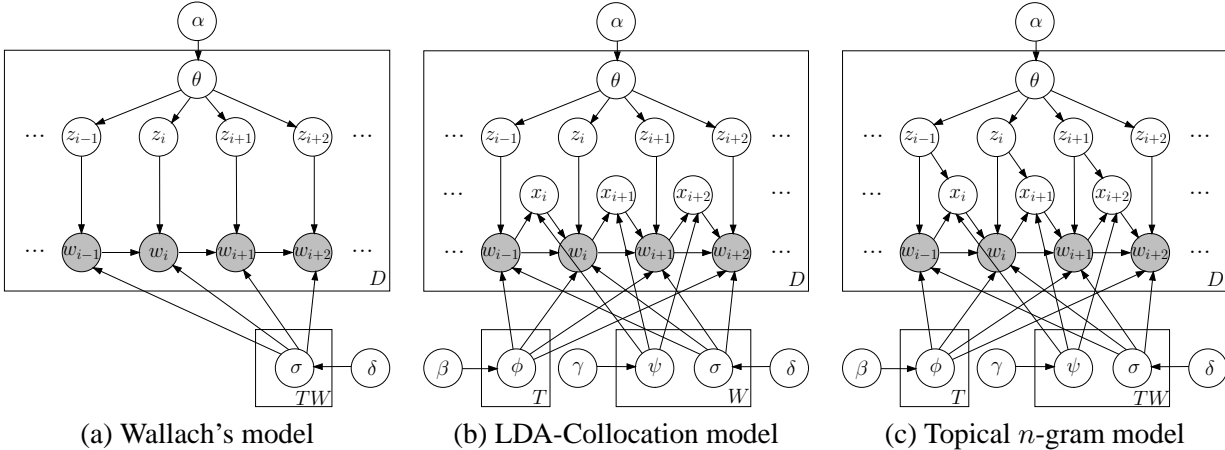 α α α
θ θ θ
... z_{i-1} z_i z_{i+1} z_{i+2} ... ... z_{i-1} z_i z_{i+1} z_{i+2} ... ... z_{i-1} z_i z_{i+1} z_{i+2} ...
... x_i x_{i+1} x_{i+2} ... ... x_i x_{i+1} x_{i+2} ...
... w_{i-1} w_i w_{i+1} w_{i+2} ... ... w_{i-1} w_i w_{i+1} w_{i+2} ... ... w_{i-1} w_i w_{i+1} w_{i+2} ...
D D D
σ δ β ϕ γ ψ σ δ β ϕ γ ψ σ δ
TW T W T TW
(a) Wallach's model (b) LDA-Collocation model (c) Topical n-gram model